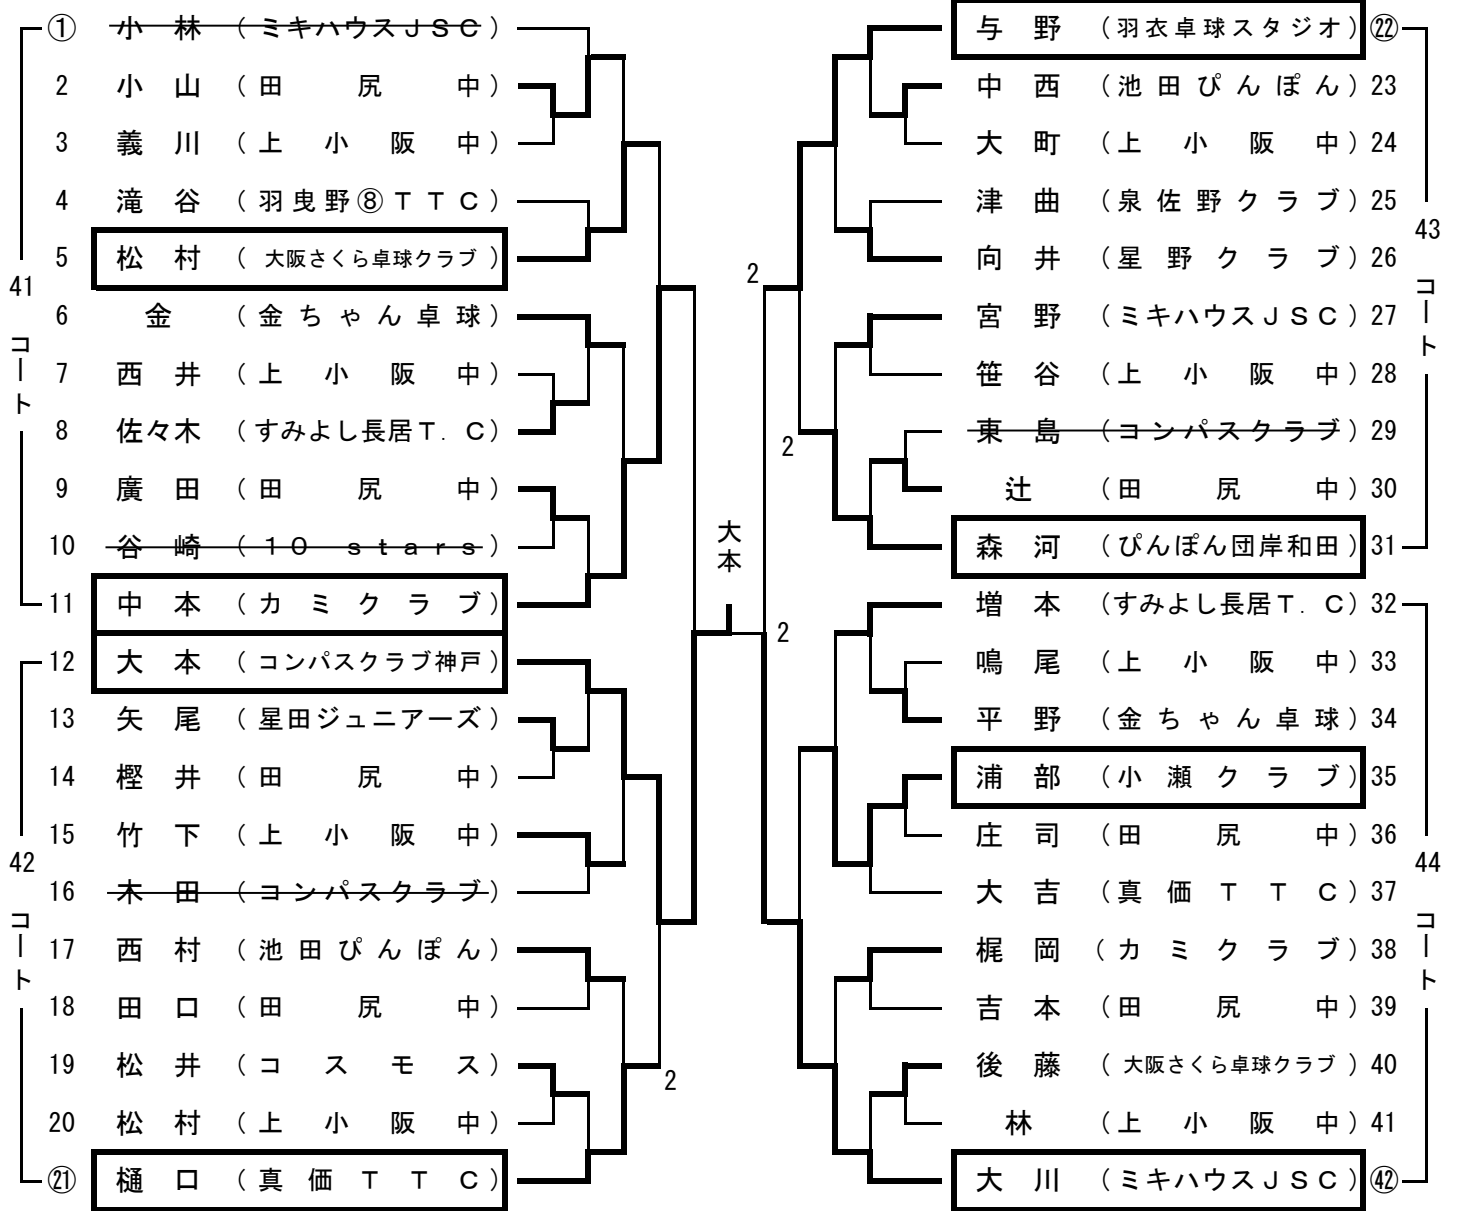 ① 小林 （ミキハウスＪＳＣ）
2 小山 （田尻中）
3 義川 （上小阪中）
4 滝谷 （羽曳野⑧ＴＴＣ）
5 松村 （大阪さくら卓球クラブ）
6 金 （金ちゃん卓球）
7 西井 （上小阪中）
8 佐々木 （すみよし長居Ｔ．Ｃ）
9 廣田 （田尻中）
10 谷崎 （１０ ｓｔａｒｓ）
11 中本 （カミクラブ）
41コート
12 大本 （コンパスクラブ神戸）
13 矢尾 （星田ジュニアーズ）
14 樫井 （田尻中）
15 竹下 （上小阪中）
16 木田 （コンパスクラブ）
17 西村 （池田ぴんぽん）
18 田口 （田尻中）
19 松井 （コスモス）
20 松村 （上小阪中）
㉑ 樋口 （真価ＴＴＣ）
42コート
2
大本
2
2
2
与野 （羽衣卓球スタジオ） ㉒
中西 （池田ぴんぽん） 23
大町 （上小阪中） 24
津曲 （泉佐野クラブ） 25
向井 （星野クラブ） 26
宮野 （ミキハウスＪＳＣ） 27
笹谷 （上小阪中） 28
東島 （コンパスクラブ） 29
辻 （田尻中） 30
森河 （ぴんぽん団岸和田） 31
43コート
増本 （すみよし長居Ｔ．Ｃ） 32
鳴尾 （上小阪中） 33
平野 （金ちゃん卓球） 34
浦部 （小瀬クラブ） 35
庄司 （田尻中） 36
大吉 （真価ＴＴＣ） 37
梶岡 （カミクラブ） 38
吉本 （田尻中） 39
後藤 （大阪さくら卓球クラブ） 40
林 （上小阪中） 41
大川 （ミキハウスＪＳＣ） ㊷
44コート